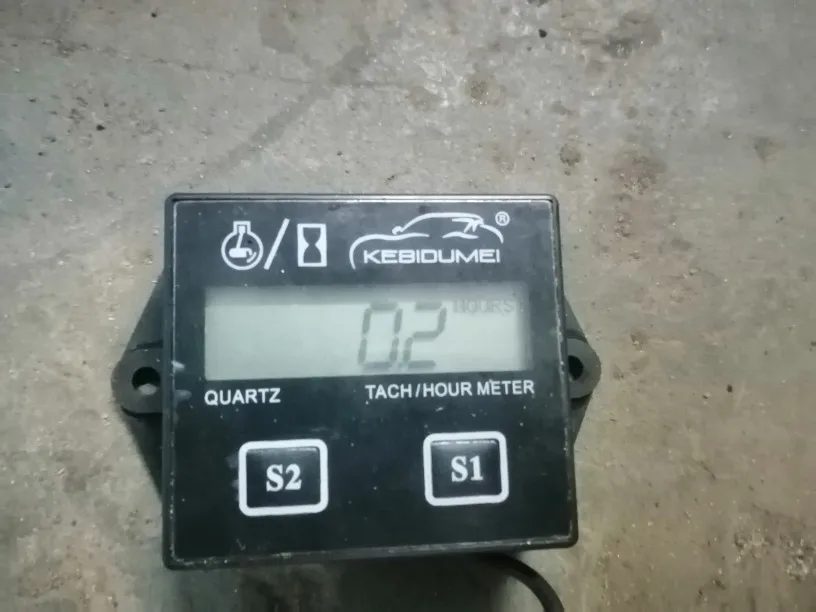 ®
KEBIDUMEI
HOURS
0.2
QUARTZ TACH/HOUR METER
S2 S1